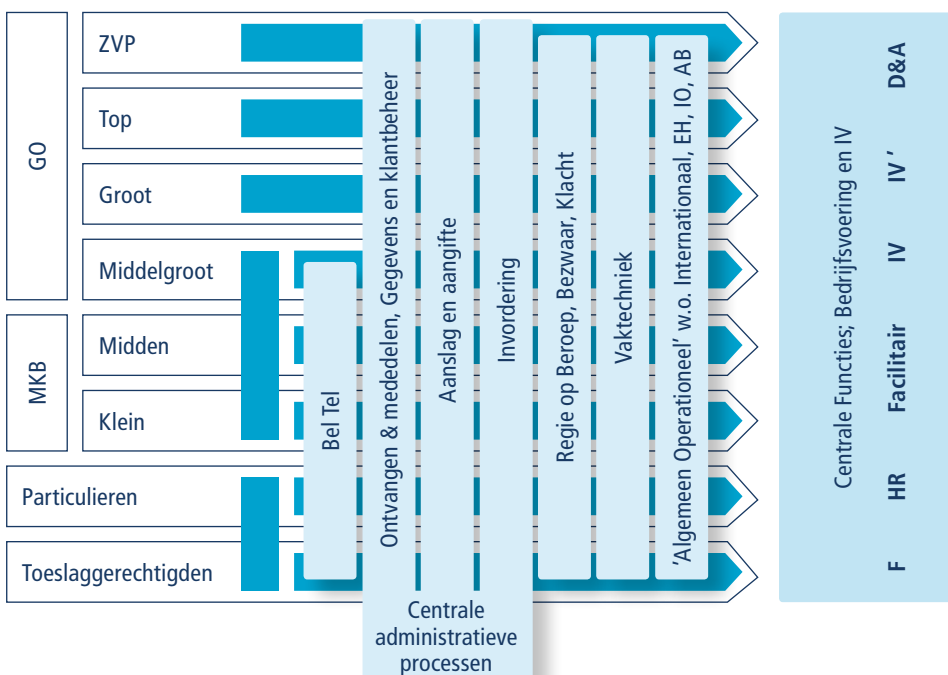 GO
ZVP
Top
Groot
Middelgroot
MKB
Midden
Klein
Particulieren
Toeslaggerechtigden
Bel Tel
Ontvangen & mededelen, Gegevens en klantbeheer
Aanslag en aangifte
Invordering
Centrale
administratieve
processen
Regie op Beroep, Bezwaar, Klacht
Vaktechniek
'Algemeen Operationeel’ w.o. Internationaal, EH, IO, AB
Centrale Functies; Bedrijfsvoering en IV
F
HR
Facilitair
IV
IV ’
D&A